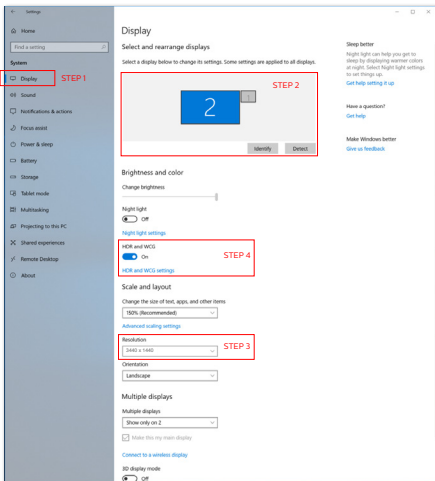 Settings
Home
Find a setting
System
Display
STEP 1
Sound
Notifications & actions
Focus assist
Power & sleep
Battery
Storage
Tablet mode
Multitasking
Projecting to this PC
Shared experiences
Remote Desktop
About
Display
Select and rearrange displays
Select a display below to change its settings. Some settings are applied to all displays.
STEP 2
2
1
Identify
Detect
Brightness and color
Change brightness
Night light
Off
Night light settings
HDR and WCG
On
STEP 4
HDR and WCG settings
Scale and layout
Change the size of text, apps, and other items
150% (Recommended)
Advanced scaling settings
Resolution
3440 x 1440
STEP 3
Orientation
Landscape
Multiple displays
Multiple displays
Show only on 2
Make this my main display
Connect to a wireless display
3D display mode
Off
Sleep better
Night light can help you get to
sleep by displaying warmer colors
at night. Select Night light settings
to set things up.
Get help setting it up
Have a question?
Get help
Make Windows better
Give us feedback